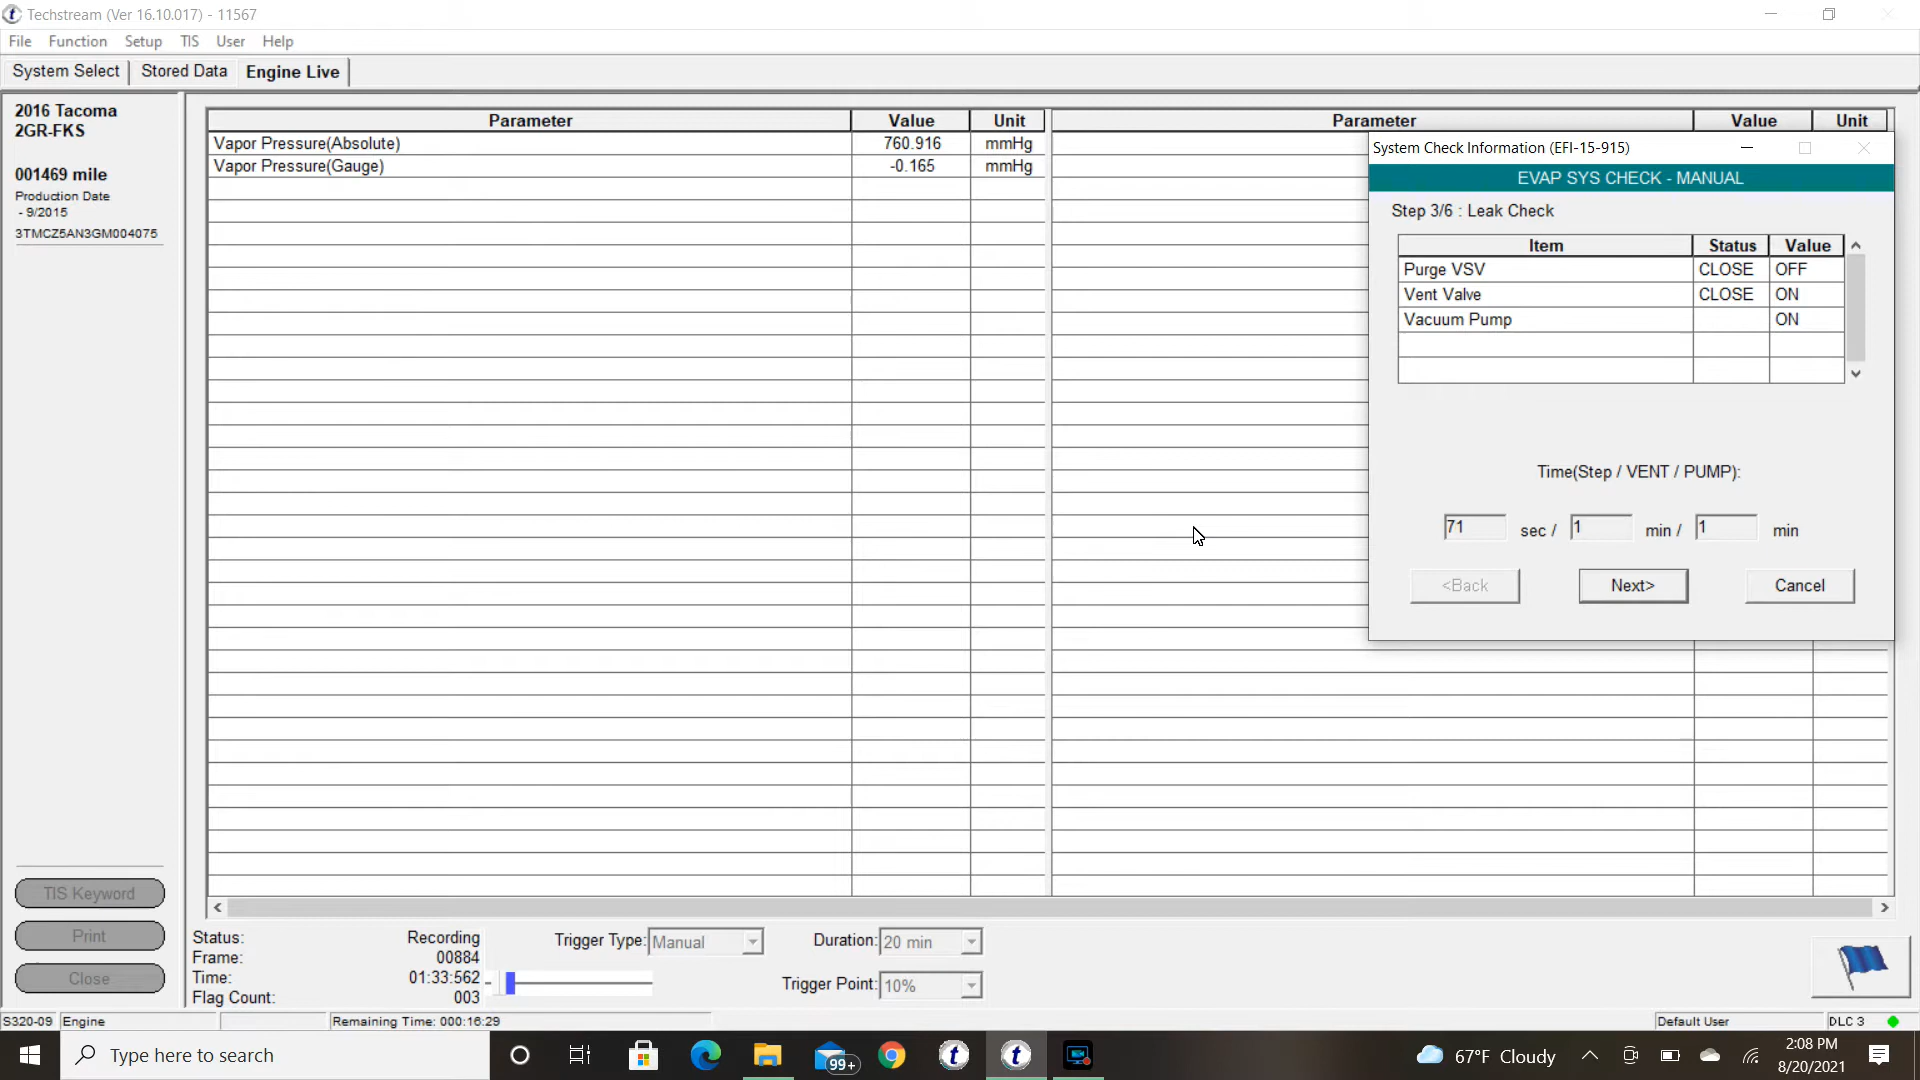 Techstream (Ver 16.10.017) - 11567
File Function Setup TIS User Help
System Select Stored Data Engine Live
2016 Tacoma
2GR-FKS
001469 mile
Production Date
- 9/2015
3TMCZ5AN3GM004075
Parameter Value Unit Parameter Value Unit
Vapor Pressure(Absolute) 760.916 mmHg
Vapor Pressure(Gauge) -0.165 mmHg
System Check Information (EFI-15-915)
EVAP SYS CHECK - MANUAL
Step 3/6 : Leak Check
Item Status Value
Purge VSV CLOSE OFF
Vent Valve CLOSE ON
Vacuum Pump ON
Time(Step / VENT / PUMP):
71 sec / 1 min / 1 min
<Back Next> Cancel
TIS Keyword
Print
Close
Status: Recording
Frame: 00884
Time: 01:33:562
Flag Count: 003
Trigger Type: Manual Duration: 20 min
Trigger Point: 10%
S320-09 Engine Remaining Time: 000:16:29 Default User DLC 3
Type here to search
99+
67°F Cloudy
2:08 PM
8/20/2021